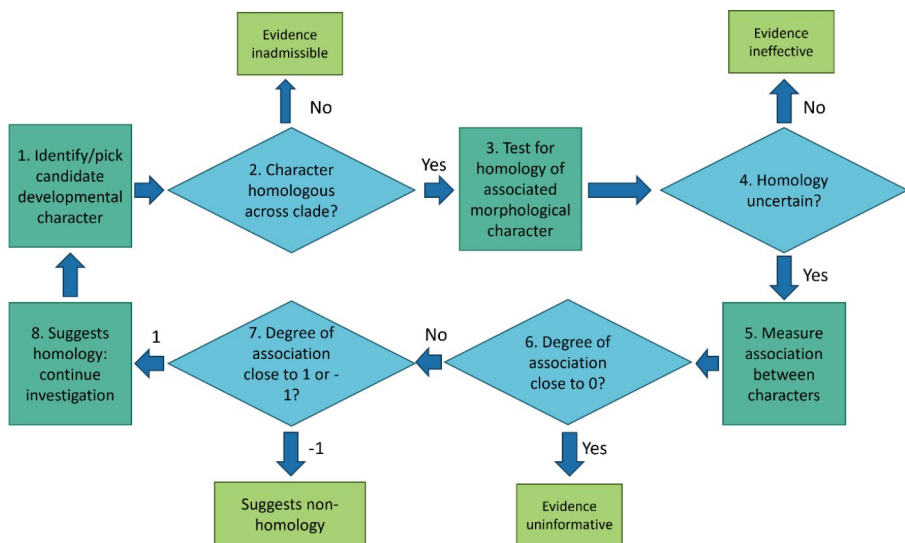 Evidence
inadmissible
Evidence
ineffective
No
No
1. Identify/pick
candidate
developmental
character
2. Character
homologous
across clade?
Yes
3. Test for
homology of
associated
morphological
character
4. Homology
uncertain?
Yes
8. Suggests
homology:
continue
investigation
1
7. Degree of
association
close to 1 or -
1?
No
6. Degree of
association
close to 0?
5. Measure
association
between
characters
-1
Yes
Suggests non-
homology
Evidence
uninformative